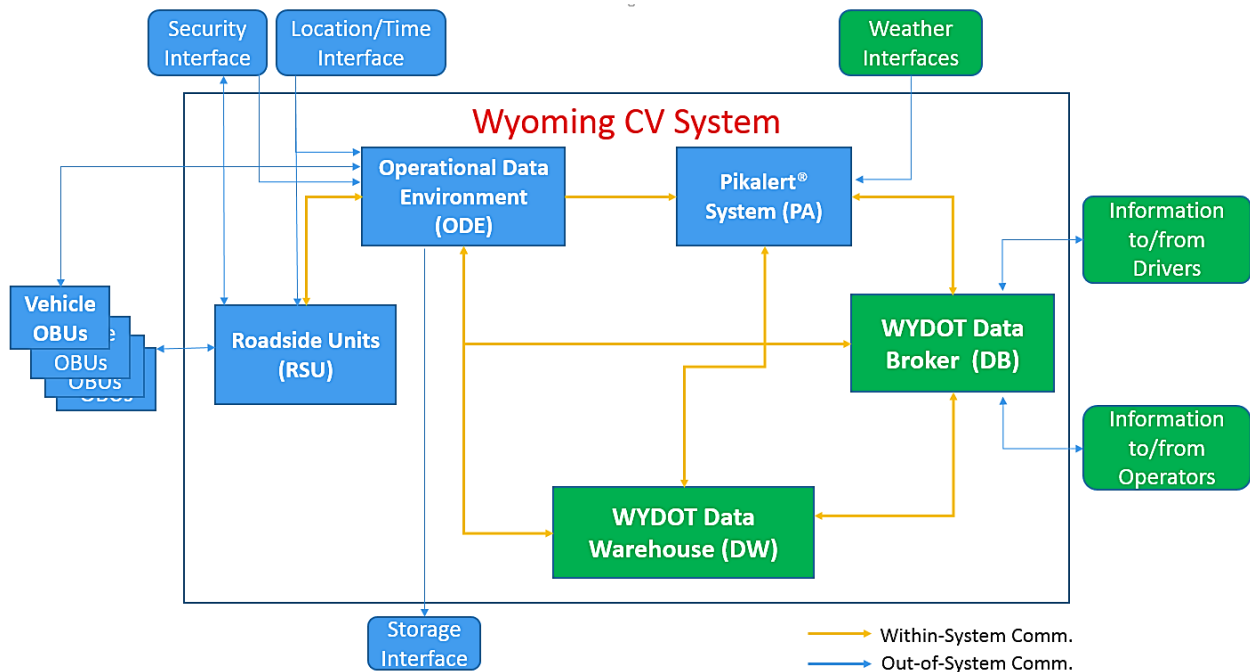 Security
Interface
Location/Time
Interface
Weather
Interfaces
Wyoming CV System
Operational Data
Environment
(ODE)
Pikalert®
System (PA)
Information
to/from
Drivers
Vehicle
OBUs
OBUs
OBUs
OBUs
Roadside Units
(RSU)
WYDOT Data
Broker (DB)
Information
to/from
Operators
WYDOT Data
Warehouse (DW)
Storage
Interface
Within-System Comm.
Out-of-System Comm.